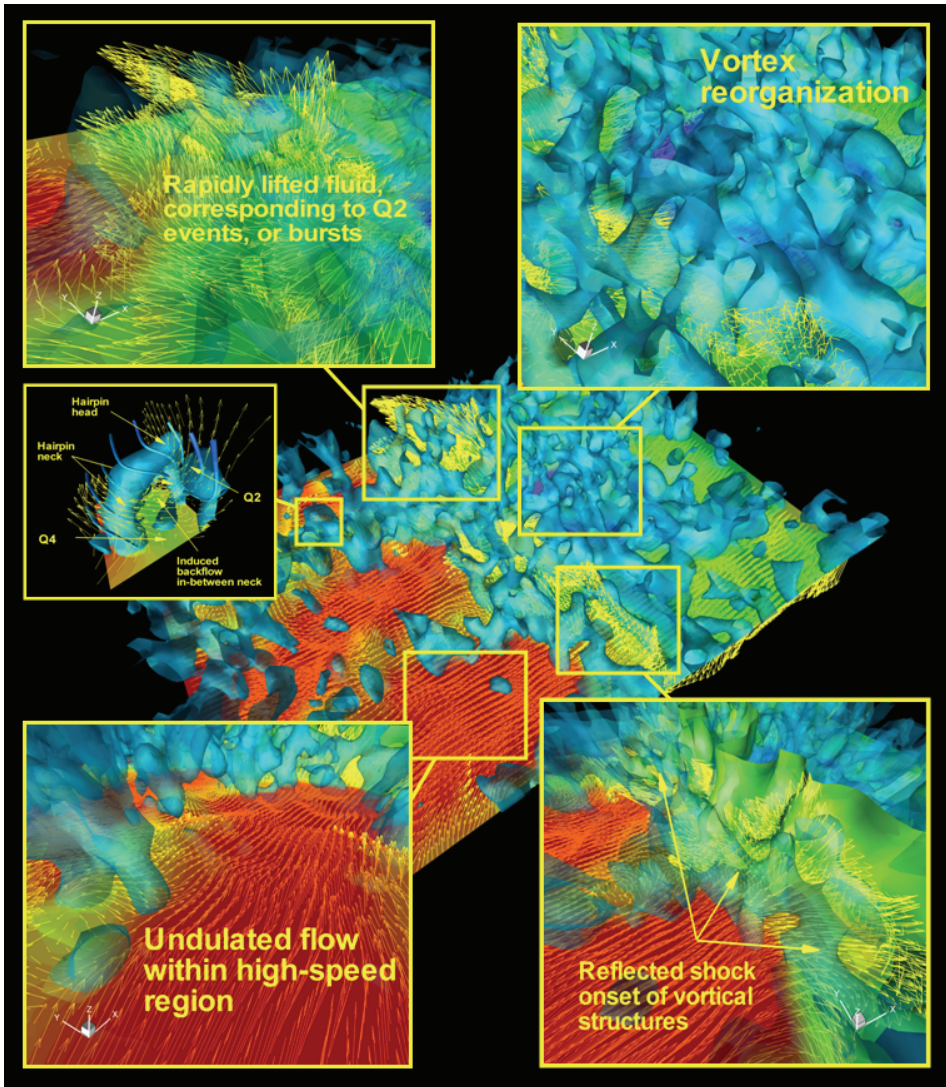 Rapidly lifted fluid,
corresponding to Q2
events, or bursts
Y
Z
X
Vortex
reorganization
Y
Z
X
Hairpin
head
Hairpin
neck
Q2
Q4
Induced
backflow
in-between neck
Undulated flow
within high-speed
region
Y
Z
X
Reflected shock
onset of vortical
structures
Y
Z
X